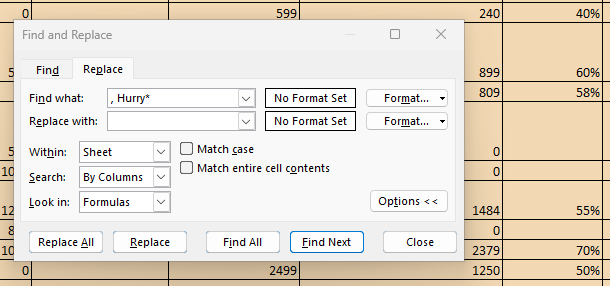 0 599 240 40%
Find and Replace
Find Replace
5 899 60%
Find what: , Hurry* No Format Set Format...
809 58%
Replace with: No Format Set Format...
Within: Sheet Match case
5 0
Search: By Columns Match entire cell contents
10 0
Look in: Formulas Options <<
12 1484 55%
8 0
Replace All Replace Find All Find Next Close
10 2379 70%
0 2499 1250 50%